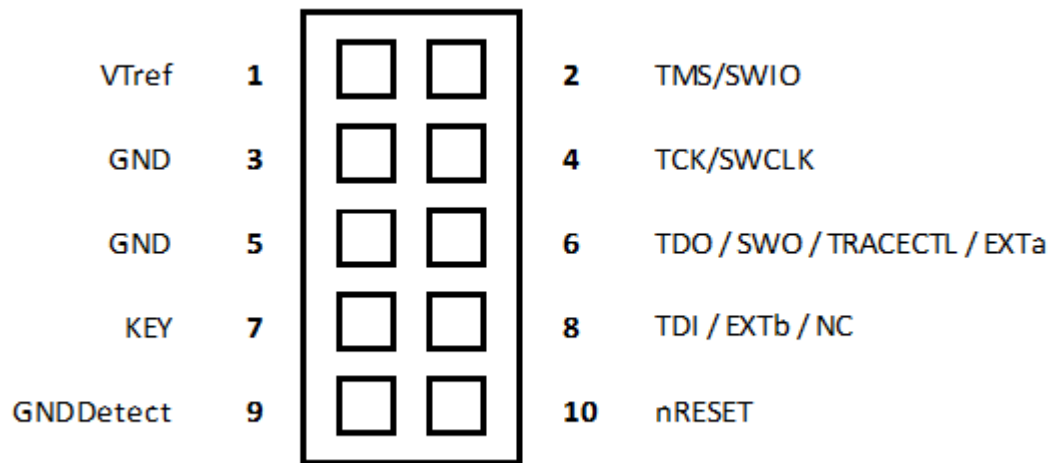 VTref 1 2 TMS/SWIO
GND 3 4 TCK/SWCLK
GND 5 6 TDO / SWO / TRACECTL / EXTa
KEY 7 8 TDI / EXTb / NC
GNDDetect 9 10 nRESET